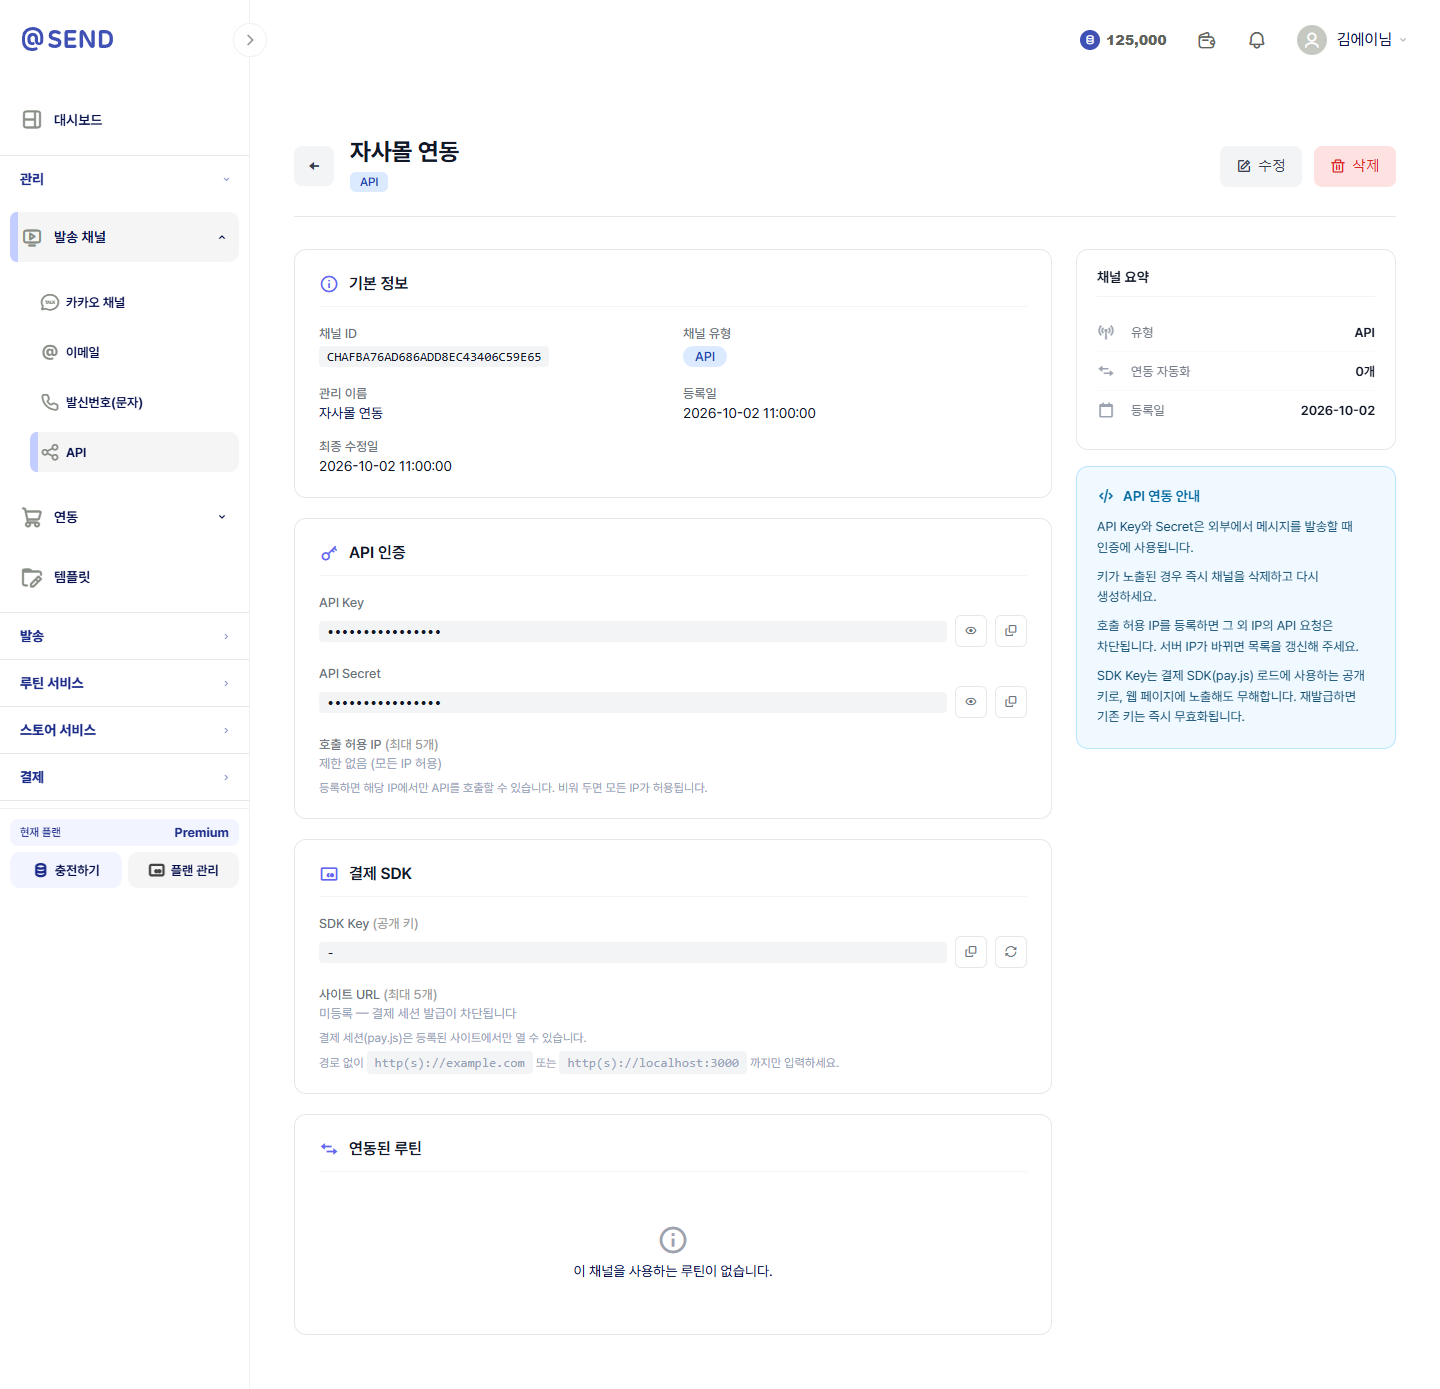 @SEND
125,000
김에이님
대시보드
관리
발송 채널
카카오 채널
이메일
발신번호(문자)
API
연동
템플릿
발송
루틴 서비스
스토어 서비스
결제
현재 플랜
Premium
충전하기
플랜 관리
자사몰 연동
API
수정
삭제
기본 정보
채널 ID
CHAFBA76AD686ADD8EC43406C59E65
채널 유형
API
관리 이름
자사몰 연동
등록일
2026-10-02 11:00:00
최종 수정일
2026-10-02 11:00:00
API 인증
API Key
••••••••••••••••
API Secret
••••••••••••••••
호출 허용 IP (최대 5개)
제한 없음 (모든 IP 허용)
등록하면 해당 IP에서만 API를 호출할 수 있습니다. 비워 두면 모든 IP가 허용됩니다.
결제 SDK
SDK Key (공개 키)
-
사이트 URL (최대 5개)
미등록 — 결제 세션 발급이 차단됩니다
결제 세션(pay.js)은 등록된 사이트에서만 열 수 있습니다.
경로 없이 http(s)://example.com 또는 http(s)://localhost:3000 까지만 입력하세요.
연동된 루틴
이 채널을 사용하는 루틴이 없습니다.
채널 요약
유형
API
연동 자동화
0개
등록일
2026-10-02
API 연동 안내
API Key와 Secret은 외부에서 메시지를 발송할 때
인증에 사용됩니다.
키가 노출된 경우 즉시 채널을 삭제하고 다시
생성하세요.
호출 허용 IP를 등록하면 그 외 IP의 API 요청은
차단됩니다. 서버 IP가 바뀌면 목록을 갱신해 주세요.
SDK Key는 결제 SDK(pay.js) 로드에 사용하는 공개
키로, 웹 페이지에 노출해도 무해합니다. 재발급하면
기존 키는 즉시 무효화됩니다.